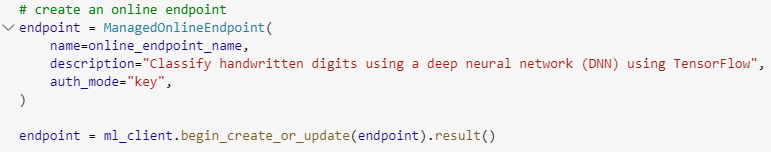 # create an online endpoint
endpoint = ManagedOnlineEndpoint(
    name=online_endpoint_name,
    description="Classify handwritten digits using a deep neural network (DNN) using TensorFlow",
    auth_mode="key",
)

endpoint = ml_client.begin_create_or_update(endpoint).result()